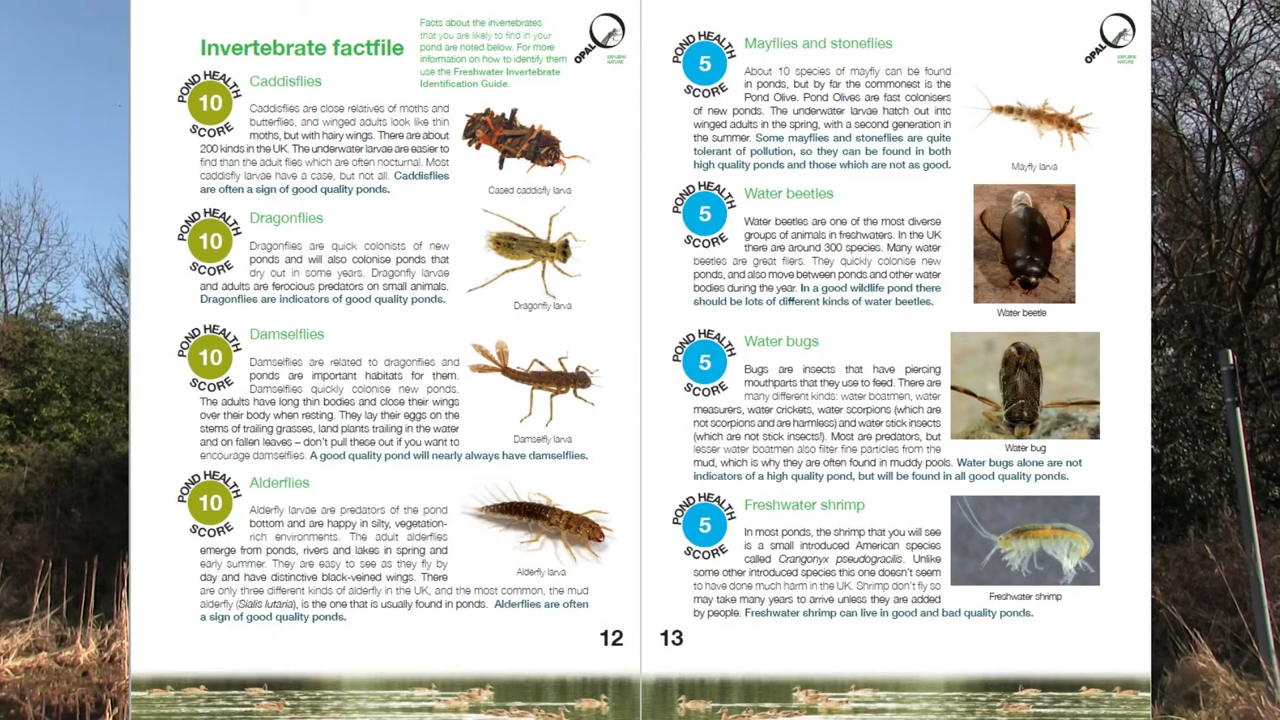 Invertebrate factfile
Facts about the invertebrates
that you are likely to find in your
pond are noted below. For more
information on how to identify them
use the Freshwater Invertebrate
Identification Guide.
OPAL
EXPLORING
NATURE
POND HEALTH
10
SCORE
Caddisflies
Caddisflies are close relatives of moths and
butterflies, and winged adults look like thin
moths, but with hairy wings. There are about
200 kinds in the UK. The underwater larvae are easier to
find than the adult flies which are often nocturnal. Most
caddisfly larvae have a case, but not all. Caddisflies
are often a sign of good quality ponds.
Cased caddisfly larva
POND HEALTH
10
SCORE
Dragonflies
Dragonflies are quick colonists of new
ponds and will also colonise ponds that
dry out in some years. Dragonfly larvae
and adults are ferocious predators on small animals.
Dragonflies are indicators of good quality ponds.
Dragonfly larva
POND HEALTH
10
SCORE
Damselflies
Damselflies are related to dragonflies and
ponds are important habitats for them.
Damselflies quickly colonise new ponds.
The adults have long thin bodies and close their wings
over their body when resting. They lay their eggs on the
stems of trailing grasses, land plants trailing in the water
and on fallen leaves – don't pull these out if you want to
encourage damselflies. A good quality pond will nearly always have damselflies.
Damselfly larva
POND HEALTH
10
SCORE
Alderflies
Alderfly larvae are predators of the pond
bottom and are happy in silty, vegetation-
rich environments. The adult alderflies
emerge from ponds, rivers and lakes in spring and
early summer. They are easy to see as they fly by
day and have distinctive black-veined wings. There
are only three different kinds of alderfly in the UK, and the most common, the mud
alderfly (Sialis lutaria), is the one that is usually found in ponds. Alderflies are often
a sign of good quality ponds.
Alderfly larva
12
POND HEALTH
5
SCORE
Mayflies and stoneflies
About 10 species of mayfly can be found
in ponds, but by far the commonest is the
Pond Olive. Pond Olives are fast colonisers
of new ponds. The underwater larvae hatch out into
winged adults in the spring, with a second generation in
the summer. Some mayflies and stoneflies are quite
tolerant of pollution, so they can be found in both
high quality ponds and those which are not as good.
Mayfly larva
OPAL
EXPLORING
NATURE
POND HEALTH
5
SCORE
Water beetles
Water beetles are one of the most diverse
groups of animals in freshwaters. In the UK
there are around 300 species. Many water
beetles are great fliers. They quickly colonise new
ponds, and also move between ponds and other water
bodies during the year. In a good wildlife pond there
should be lots of different kinds of water beetles.
Water beetle
POND HEALTH
5
SCORE
Water bugs
Bugs are insects that have piercing
mouthparts that they use to feed. There are
many different kinds: water boatmen, water
measurers, water crickets, water scorpions (which are
not scorpions and are harmless) and water stick insects
(which are not stick insects!). Most are predators, but
lesser water boatmen also filter fine particles from the
mud, which is why they are often found in muddy pools. Water bugs alone are not
indicators of a high quality pond, but will be found in all good quality ponds.
Water bug
POND HEALTH
5
SCORE
Freshwater shrimp
In most ponds, the shrimp that you will see
is a small introduced American species
called Crangonyx pseudogracilis. Unlike
some other introduced species this one doesn't seem
to have done much harm in the UK. Shrimp don't fly so
may take many years to arrive unless they are added
by people. Freshwater shrimp can live in good and bad quality ponds.
Freshwater shrimp
13